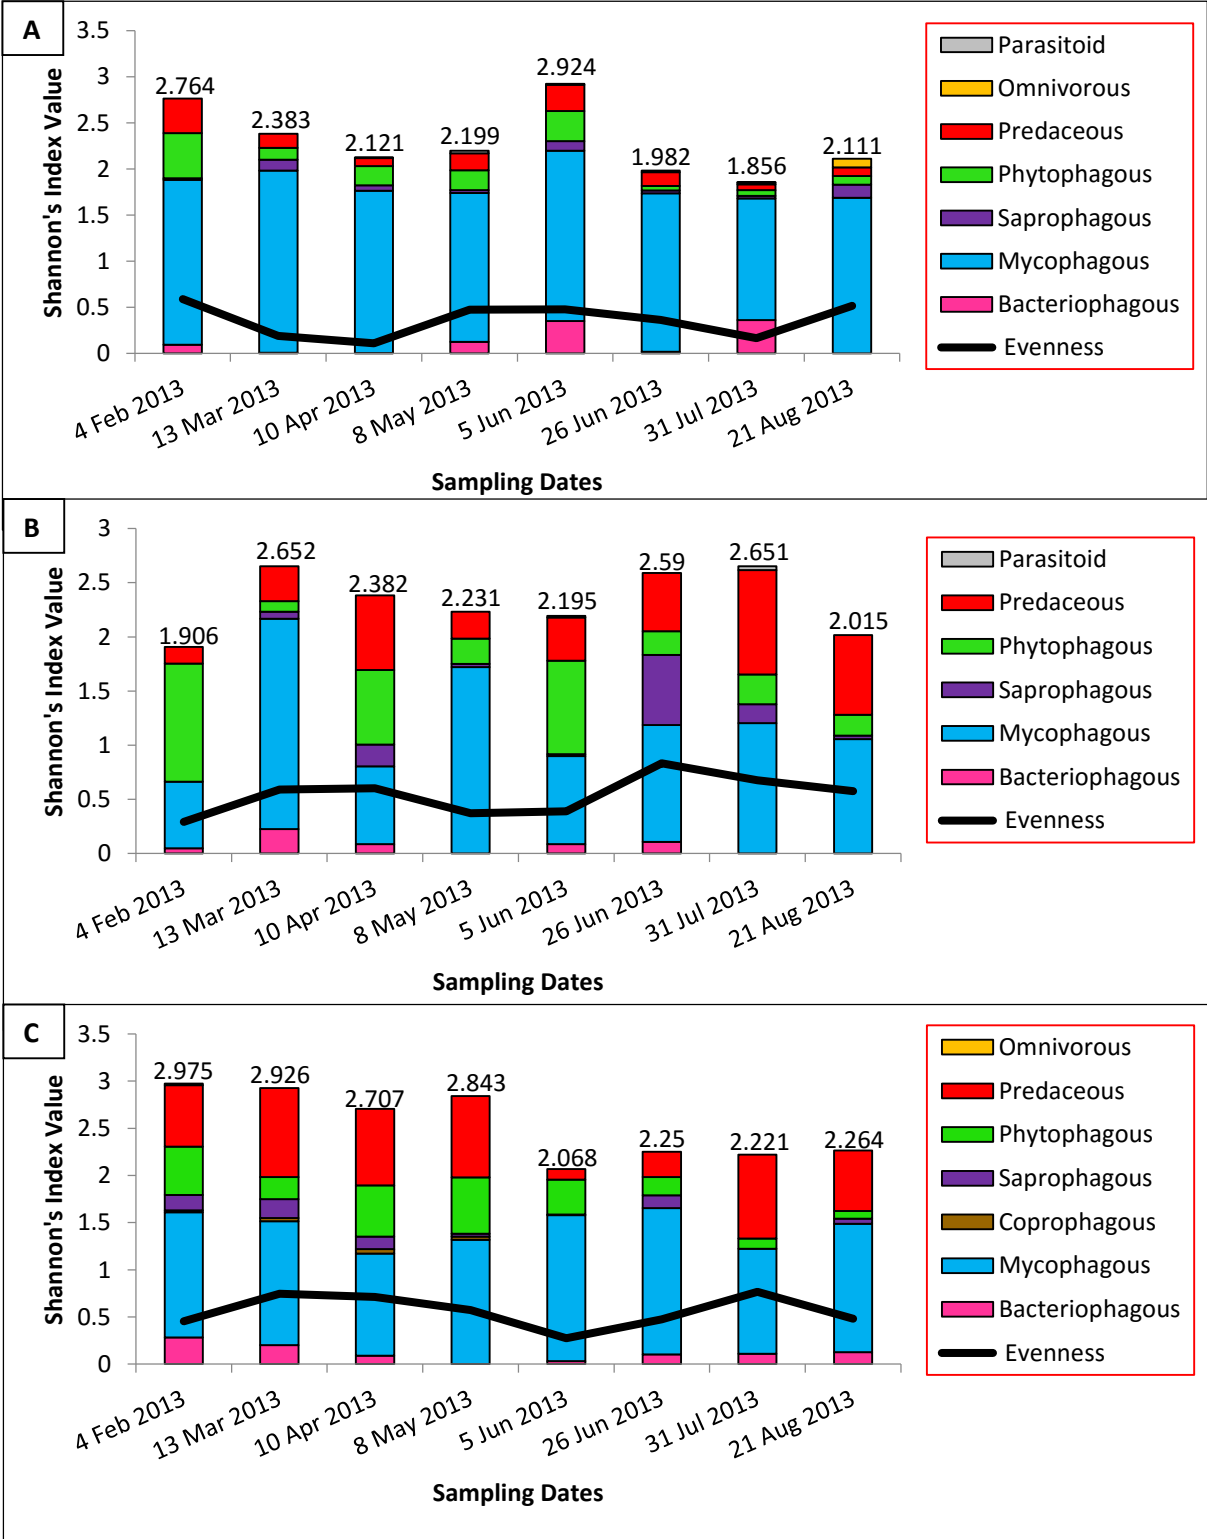 A
Shannon's Index Value
3.5
3
2.5
2
1.5
1
0.5
0
2.764
2.383
2.121
2.199
2.924
1.982
1.856
2.111
4 Feb 2013
13 Mar 2013
10 Apr 2013
8 May 2013
5 Jun 2013
26 Jun 2013
31 Jul 2013
21 Aug 2013
Sampling Dates
Parasitoid
Omnivorous
Predaceous
Phytophagous
Saprophagous
Mycophagous
Bacteriophagous
Evenness
B
Shannon's Index Value
3
2.5
2
1.5
1
0.5
0
1.906
2.652
2.382
2.231
2.195
2.59
2.651
2.015
4 Feb 2013
13 Mar 2013
10 Apr 2013
8 May 2013
5 Jun 2013
26 Jun 2013
31 Jul 2013
21 Aug 2013
Sampling Dates
Parasitoid
Predaceous
Phytophagous
Saprophagous
Mycophagous
Bacteriophagous
Evenness
C
Shannon's Index Value
3.5
3
2.5
2
1.5
1
0.5
0
2.975
2.926
2.707
2.843
2.068
2.25
2.221
2.264
4 Feb 2013
13 Mar 2013
10 Apr 2013
8 May 2013
5 Jun 2013
26 Jun 2013
31 Jul 2013
21 Aug 2013
Sampling Dates
Omnivorous
Predaceous
Phytophagous
Saprophagous
Coprophagous
Mycophagous
Bacteriophagous
Evenness